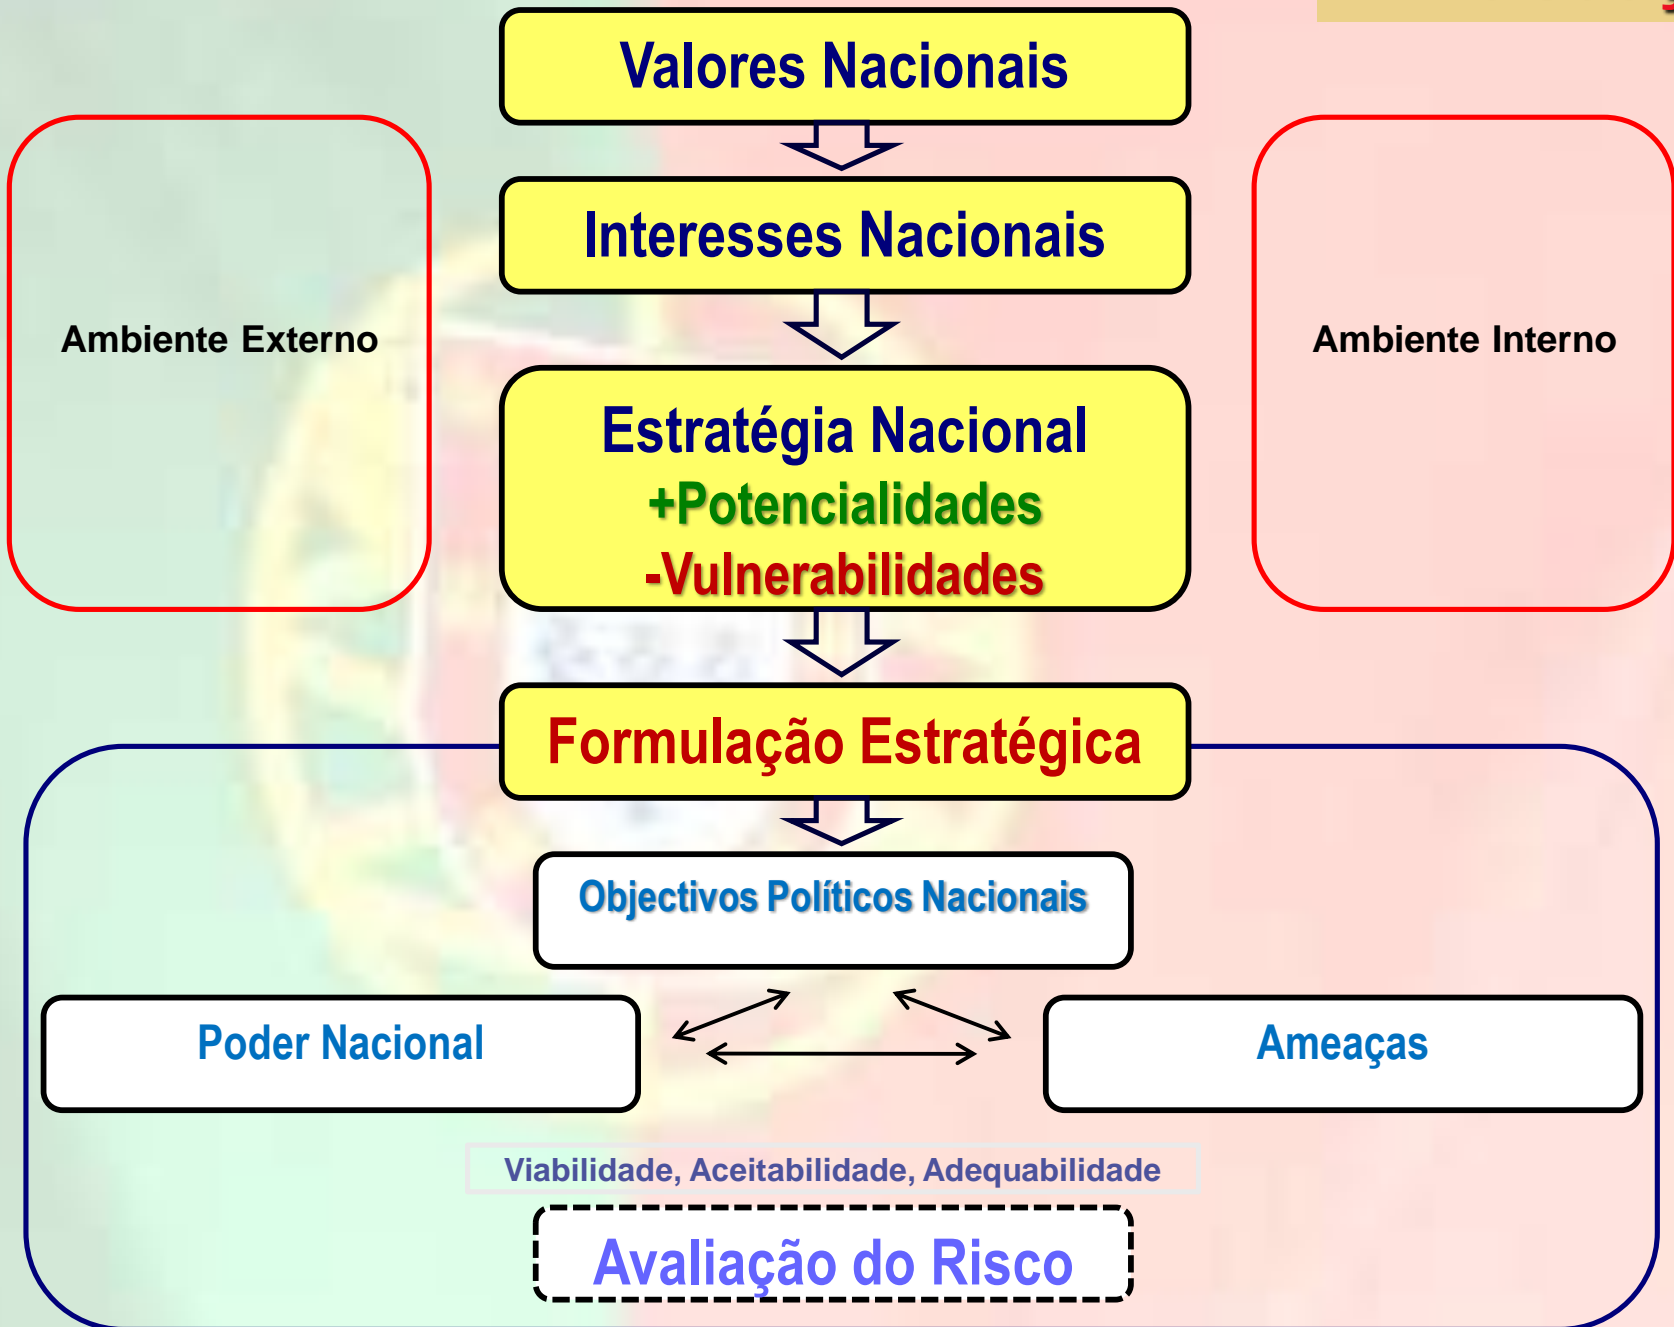 Valores Nacionais
Interesses Nacionais
Ambiente Externo
Ambiente Interno
Estratégia Nacional
+Potencialidades
-Vulnerabilidades
Formulação Estratégica
Objectivos Políticos Nacionais
Poder Nacional
Ameaças
Viabilidade, Aceitabilidade, Adequabilidade
Avaliação do Risco